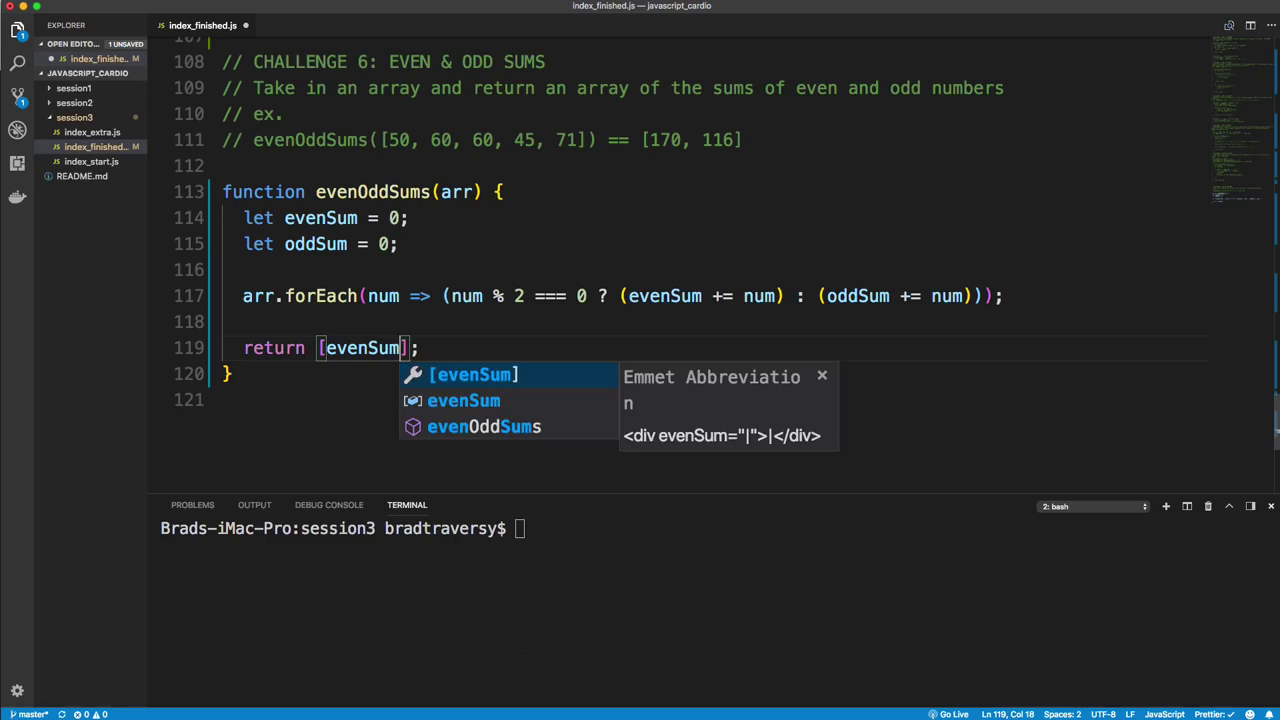 index_finished.js — javascript_cardio
EXPLORER
index_finished.js
OPEN EDITO... 1 UNSAVED
index_finishe... M
JAVASCRIPT_CARDIO
session1
session2
session3
index_extra.js
index_finished... M
index_start.js
README.md
107
108 // CHALLENGE 6: EVEN & ODD SUMS
109 // Take in an array and return an array of the sums of even and odd numbers
110 // ex.
111 // evenOddSums([50, 60, 60, 45, 71]) == [170, 116]
112
113 function evenOddSums(arr) {
114 let evenSum = 0;
115 let oddSum = 0;
116
117 arr.forEach(num => (num % 2 === 0 ? (evenSum += num) : (oddSum += num)));
118
119 return [evenSum];
120 }
121
[evenSum]
evenSum
evenOddSums
Emmet Abbreviatio
n
<div evenSum="|">|</div>
PROBLEMS OUTPUT DEBUG CONSOLE TERMINAL 2: bash
Brads-iMac-Pro:session3 bradtraversy$
1
1
master* 0 0 Go Live Ln 119, Col 18 Spaces: 2 UTF-8 LF JavaScript Prettier: ✓